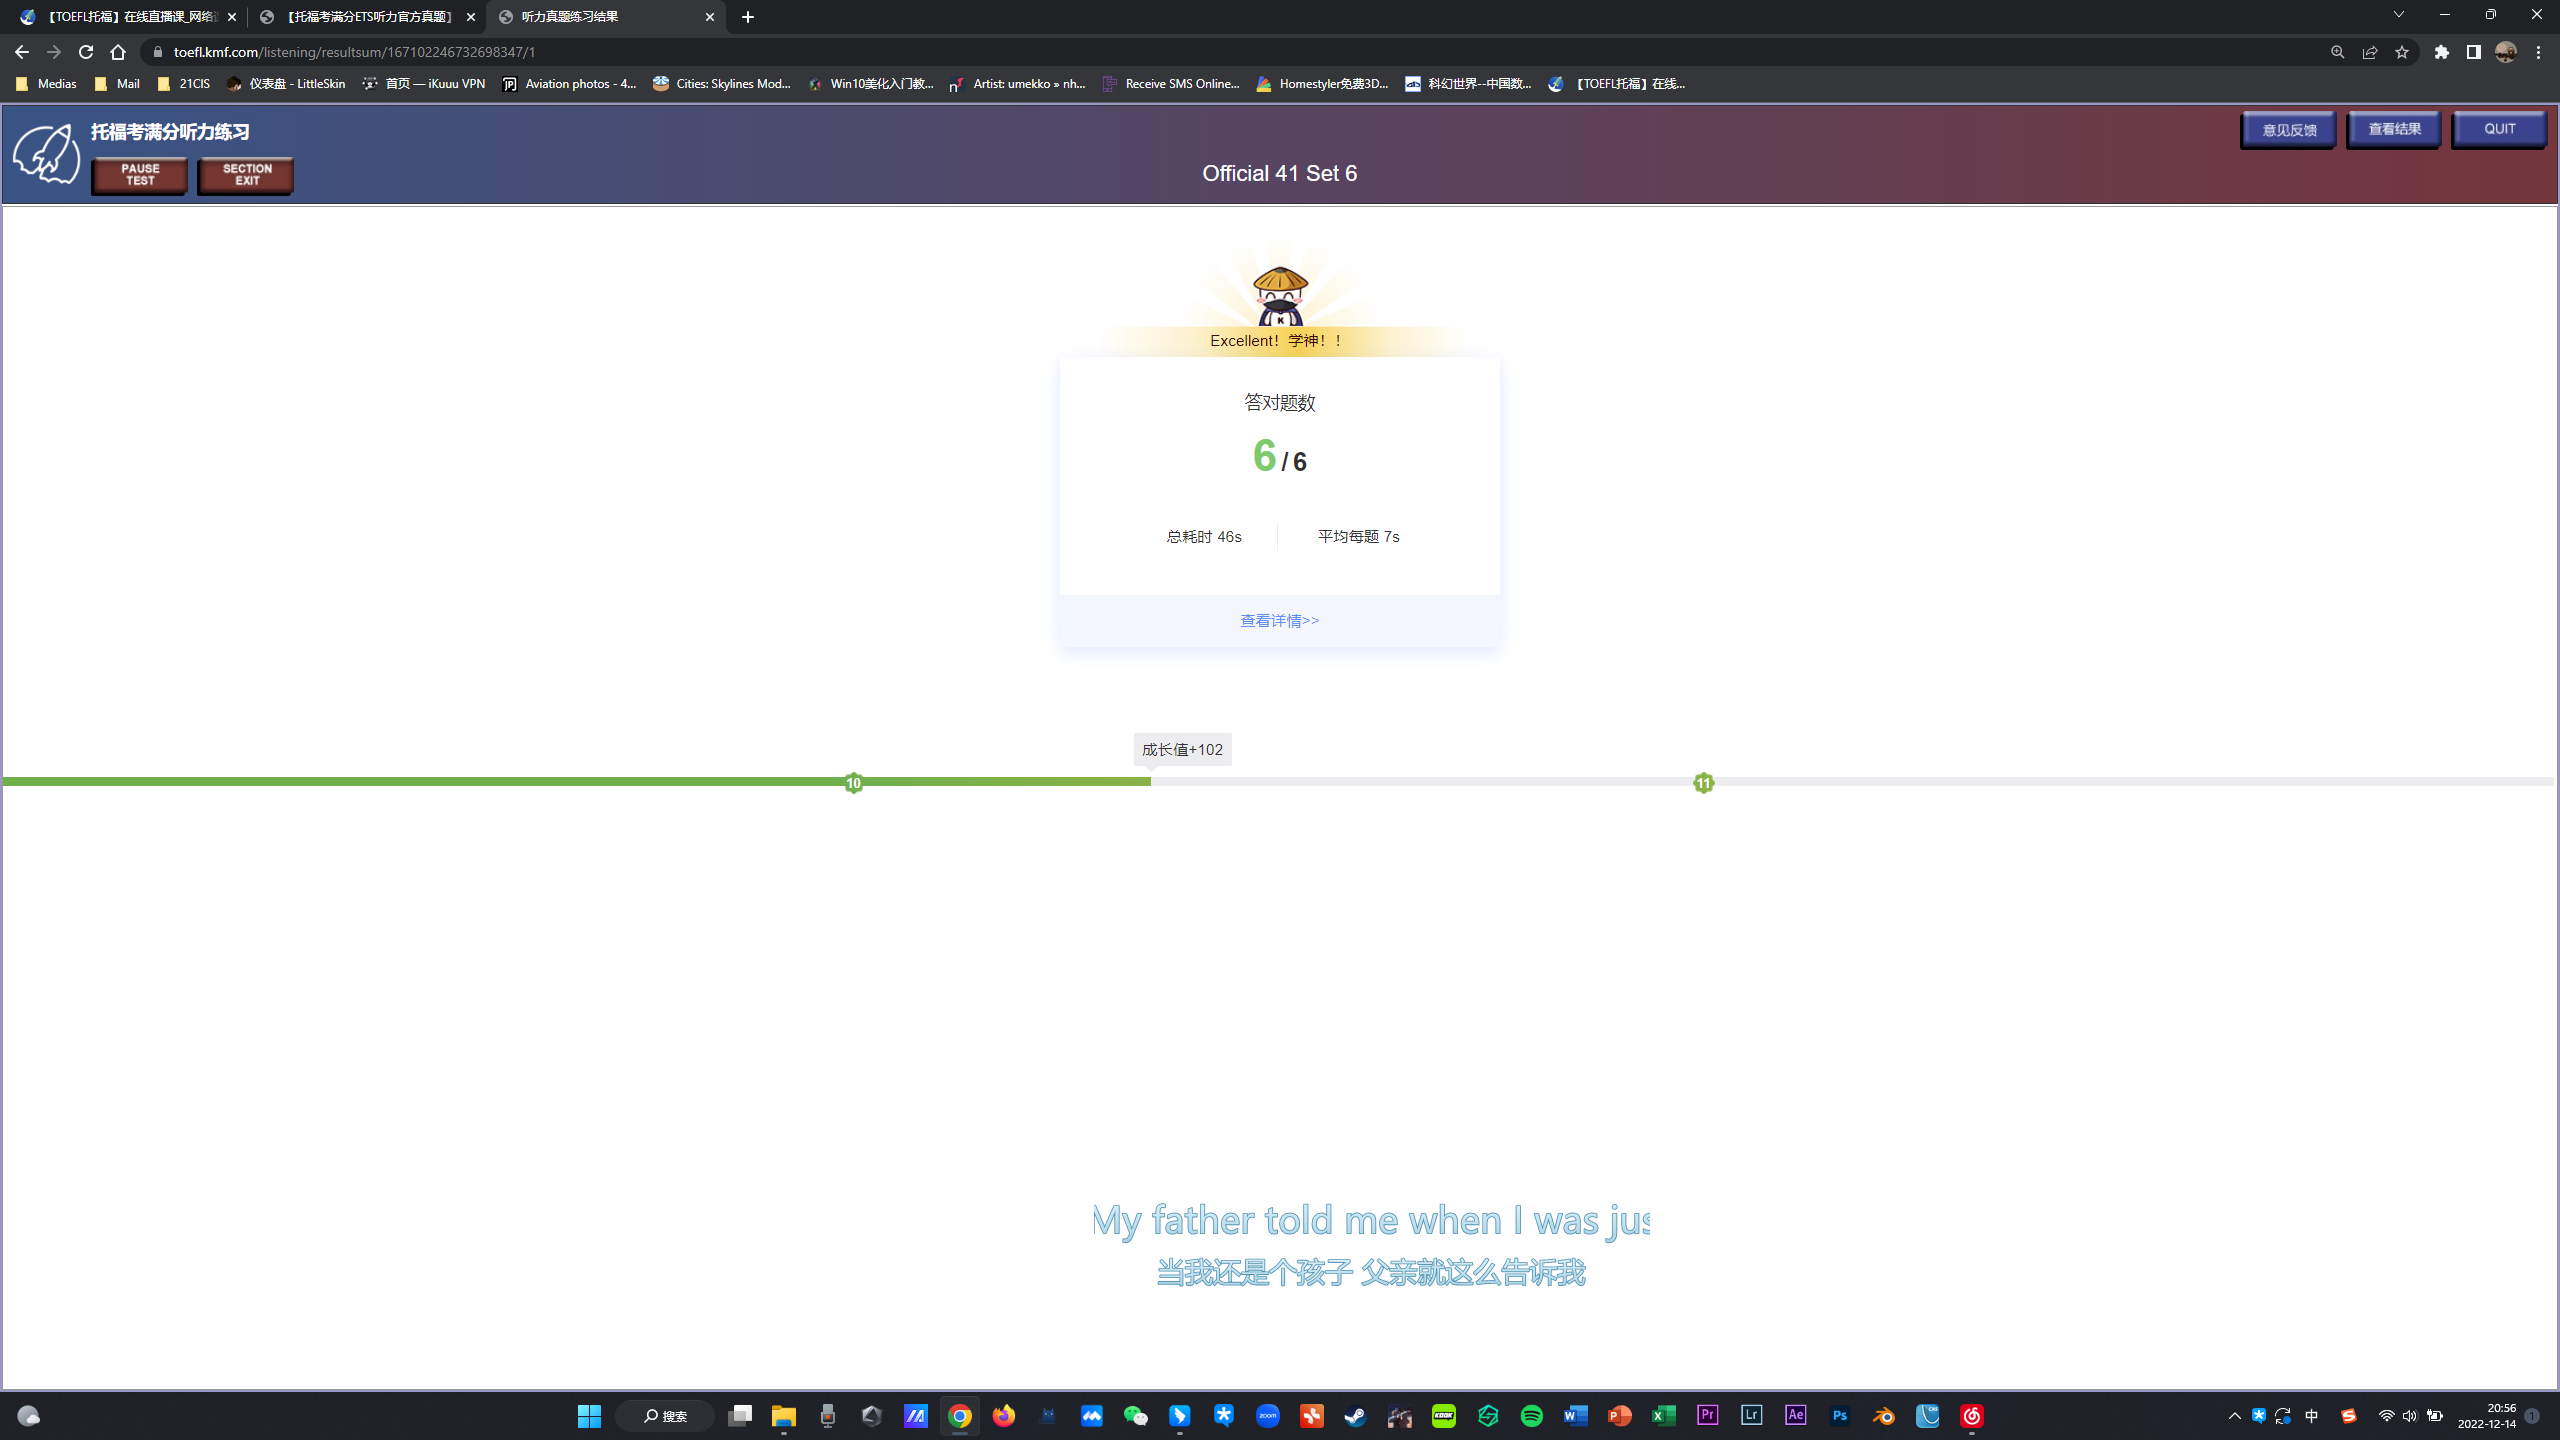 【TOEFL托福】在线直播课_网络
【托福考满分ETS听力官方真题】
听力真题练习结果
toefl.kmf.com/listening/resultsum/167102246732698347/1
Medias
Mail
21CIS
仪表盘 - LittleSkin
首页 — iKuuu VPN
Aviation photos - 4...
Cities: Skylines Mod...
Win10美化入门教...
Artist: umekko » nh...
Receive SMS Online...
Homestyler免费3D...
科幻世界--中国数...
【TOEFL托福】在线...
托福考满分听力练习
PAUSE
TEST
SECTION
EXIT
Official 41 Set 6
意见反馈
查看结果
QUIT
K
Excellent！学神！！
答对题数
6 / 6
总耗时 46s
平均每题 7s
查看详情>>
成长值+102
10
11
My father told me when I was jus
当我还是个孩子 父亲就这么告诉我
搜索
zoom
KOOK
Pr
Lr
Ae
Ps
中
20:56
2022-12-14
1